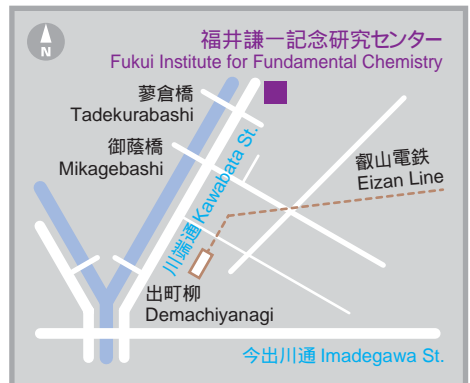 N
福井謙一記念研究センター
Fukui Institute for Fundamental Chemistry
蓼倉橋
Tadekurabashi
御蔭橋
Mikagebashi
川端通 Kawabata St.
叡山電鉄
Eizan Line
出町柳
Demachiyanagi
今出川通 Imadegawa St.